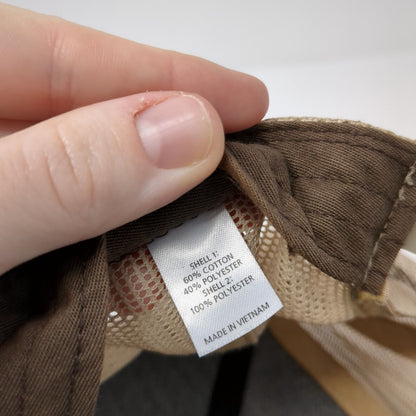 SHELL 1:
60% COTTON
40% POLYESTER
SHELL 2:
100% POLYESTER
MADE IN VIETNAM